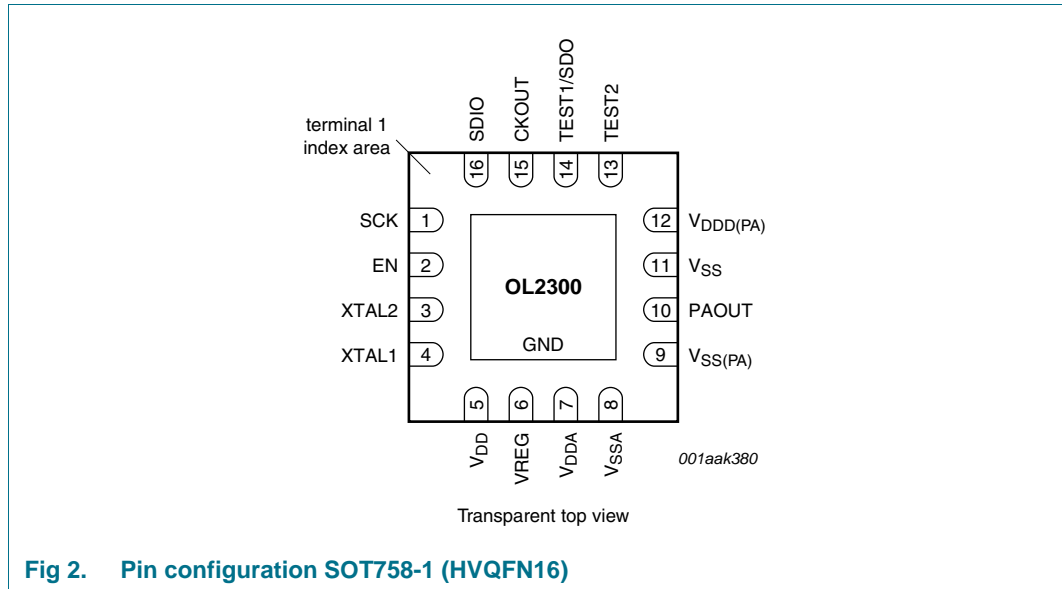 SDIO
CKOUT
TEST1/SDO
TEST2
terminal 1
index area
16
15
14
13
SCK 1
12 VDDD(PA)
EN 2
11 VSS
OL2300
XTAL2 3
10 PAOUT
XTAL1 4
GND
9 VSS(PA)
5
6
7
8
VDD
VREG
VDDA
VSSA
001aak380
Transparent top view
Fig 2. Pin configuration SOT758-1 (HVQFN16)